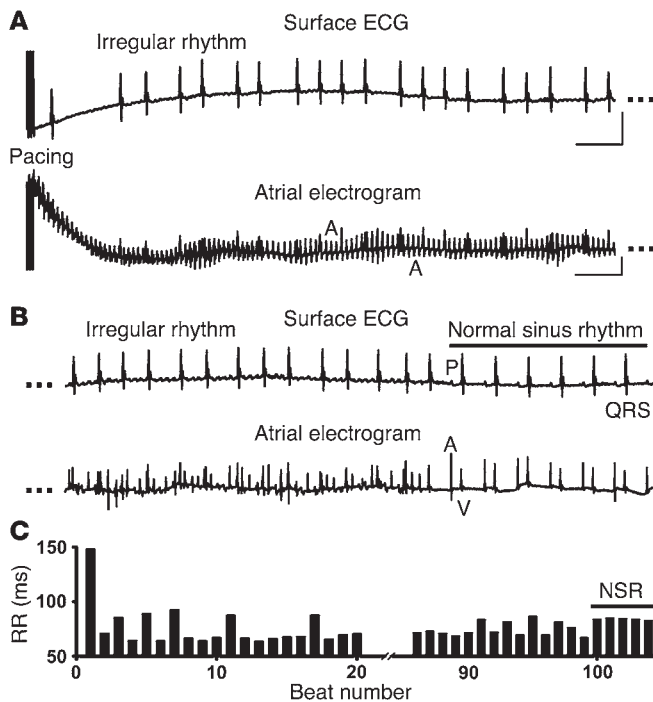 A
Surface ECG
Irregular rhythm
Pacing
Atrial electrogram
A
A
B
Surface ECG
Irregular rhythm
Normal sinus rhythm
P
QRS
Atrial electrogram
A
V
C
RR (ms)
150
100
50
NSR
0 10 20 90 100
Beat number